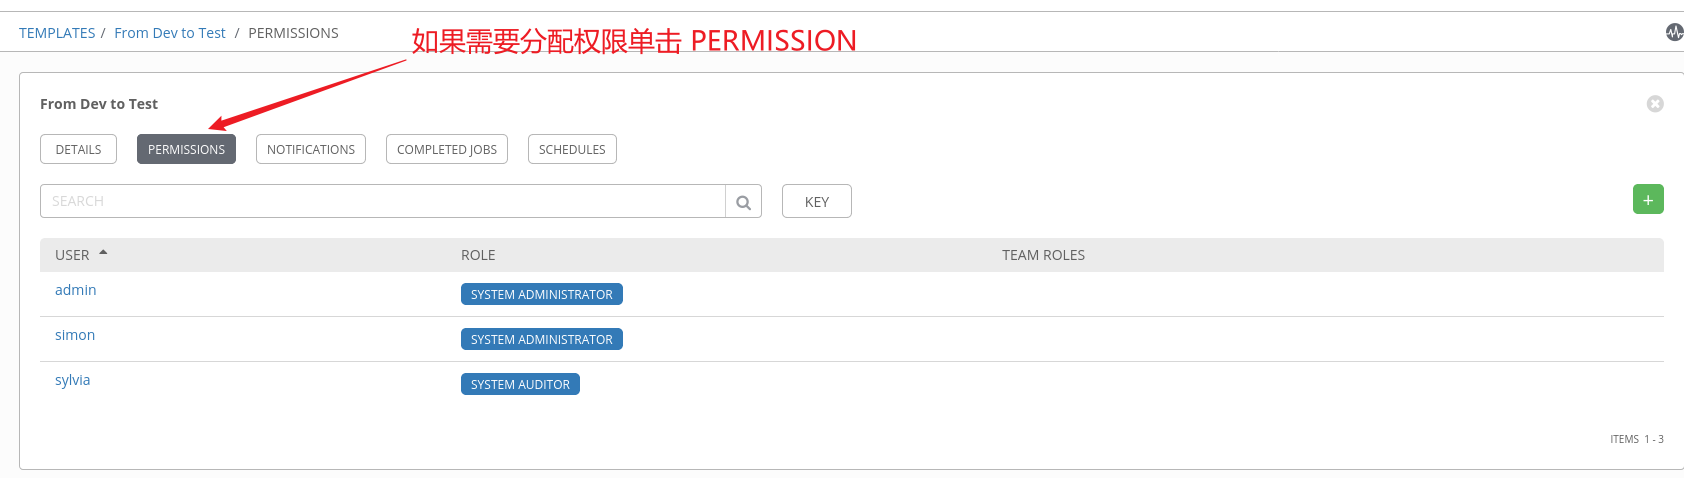 TEMPLATES / From Dev to Test / PERMISSIONS
如果需要分配权限单击 PERMISSION
From Dev to Test
DETAILS PERMISSIONS NOTIFICATIONS COMPLETED JOBS SCHEDULES
SEARCH KEY +
USER ROLE TEAM ROLES
admin SYSTEM ADMINISTRATOR
simon SYSTEM ADMINISTRATOR
sylvia SYSTEM AUDITOR
ITEMS 1 - 3